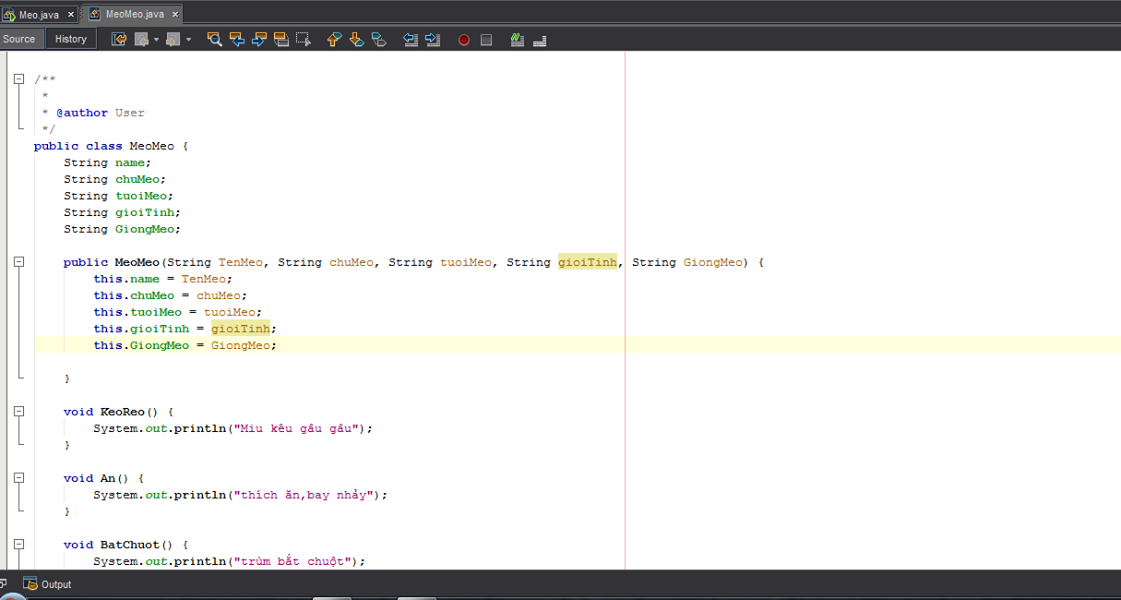 Meo.java × MeoMeo.java ×
Source History
/**
*
* @author User
*/
public class MeoMeo {
String name;
String chuMeo;
String tuoiMeo;
String gioiTinh;
String GiongMeo;
public MeoMeo(String TenMeo, String chuMeo, String tuoiMeo, String gioiTinh, String GiongMeo) {
this.name = TenMeo;
this.chuMeo = chuMeo;
this.tuoiMeo = tuoiMeo;
this.gioiTinh = gioiTinh;
this.GiongMeo = GiongMeo;
}
void KeoReo() {
System.out.println("Miu kêu gâu gâu");
}
void An() {
System.out.println("thích ăn,bay nhảy");
}
void BatChuot() {
System.out.println("trùm bắt chuột");
Output